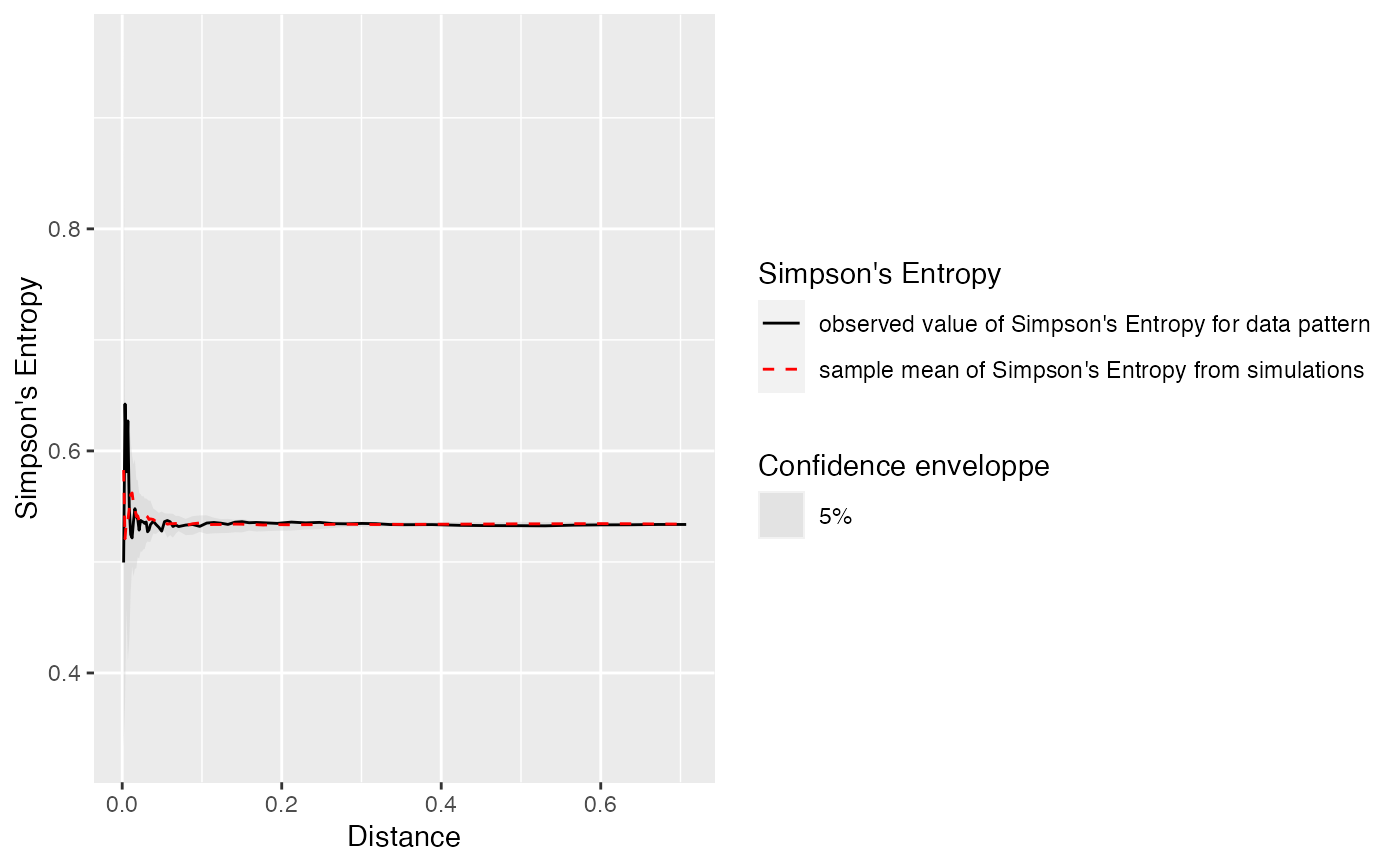 Simpson's Entropy
0.8
0.6
0.4
0.0
0.2
0.4
0.6
Distance
Simpson's Entropy
observed value of Simpson's Entropy for data pattern
sample mean of Simpson's Entropy from simulations
Confidence enveloppe
5%